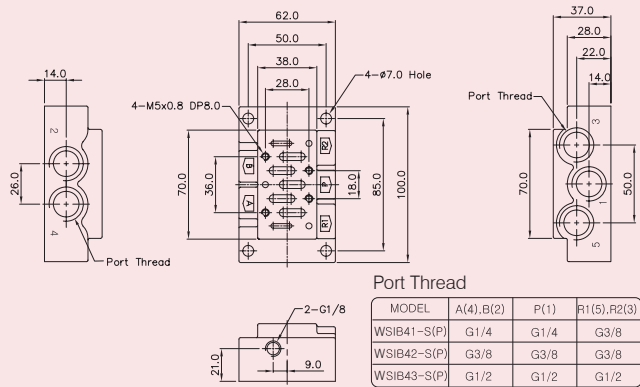 62.0
50.0
38.0
28.0
4-ø7.0 Hole
4-M5x0.8 DP8.0
14.0
2
26.0
4
Port Thread
R2
B
P
A
R1
70.0
36.0
18.0
85.0
100.0
37.0
28.0
22.0
14.0
Port Thread
3
1
5
70.0
50.0
2-G1/8
21.0
9.0
Port Thread
MODEL A(4),B(2) P(1) R1(5),R2(3)
WSIB41-S(P) G1/4 G1/4 G3/8
WSIB42-S(P) G3/8 G3/8 G3/8
WSIB43-S(P) G1/2 G1/2 G1/2